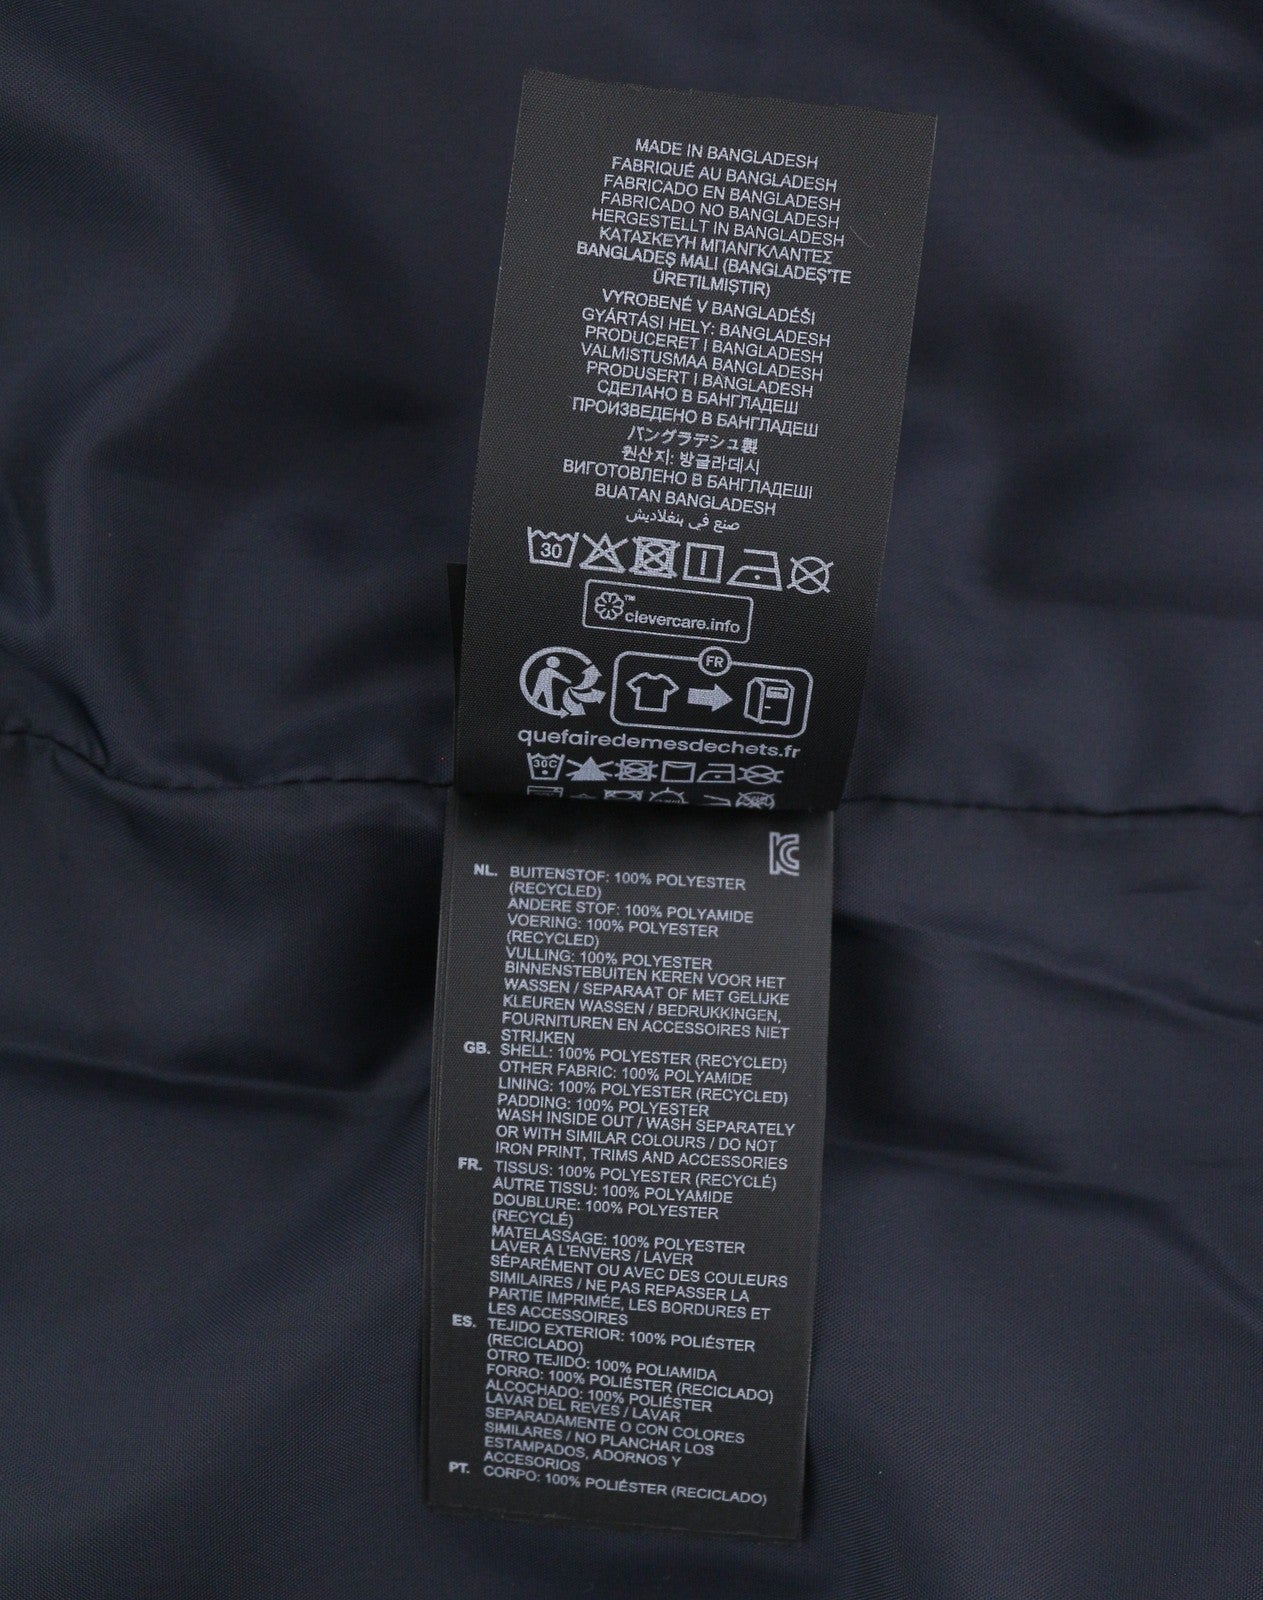 MADE IN BANGLADESH
FABRIQUÉ AU BANGLADESH
FABRICADO EN BANGLADESH
FABRICADO NO BANGLADESH
HERGESTELLT IN BANGLADESH
ΚΑΤΑΣΚΕΥΗ ΜΠΑΝΓΚΛΑΝΤΕΣ
BANGLADEŞ MALI (BANGLADEŞ'TE
ÜRETILMIŞTIR)
VYROBENÉ V BANGLADÉŠI
GYÁRTÁSI HELY: BANGLADESH
PRODUCERET I BANGLADESH
VALMISTUSMAA BANGLADESH
PRODUSERT I BANGLADESH
СДЕЛАНО В БАНГЛАДЕШ
ПРОИЗВЕДЕНО В БАНГЛАДЕШ
バングラデシュ製
원산지: 방글라데시
ВИГОТОВЛЕНО В БАНГЛАДЕШІ
BUATAN BANGLADESH
صنع في بنغلاديش
30
™ clevercare.info
FR
quefairedemesdechets.fr
30C
NL. BUITENSTOF: 100% POLYESTER
(RECYCLED)
ANDERE STOF: 100% POLYAMIDE
VOERING: 100% POLYESTER
(RECYCLED)
VULLING: 100% POLYESTER
BINNENSTEBUITEN KEREN VOOR HET
WASSEN / SEPARAAT OF MET GELIJKE
KLEUREN WASSEN / BEDRUKKINGEN,
FOURNITUREN EN ACCESSOIRES NIET
STRIJKEN
GB. SHELL: 100% POLYESTER (RECYCLED)
OTHER FABRIC: 100% POLYAMIDE
LINING: 100% POLYESTER (RECYCLED)
PADDING: 100% POLYESTER
WASH INSIDE OUT / WASH SEPARATELY
OR WITH SIMILAR COLOURS / DO NOT
IRON PRINT, TRIMS AND ACCESSORIES
FR. TISSUS: 100% POLYESTER (RECYCLÉ)
AUTRE TISSU: 100% POLYAMIDE
DOUBLURE: 100% POLYESTER
(RECYCLÉ)
MATELASSAGE: 100% POLYESTER
LAVER A L'ENVERS / LAVER
SÉPARÉMENT OU AVEC DES COULEURS
SIMILAIRES / NE PAS REPASSER LA
PARTIE IMPRIMÉE, LES BORDURES ET
LES ACCESSOIRES
ES. TEJIDO EXTERIOR: 100% POLIÉSTER
(RECICLADO)
OTRO TEJIDO: 100% POLIAMIDA
FORRO: 100% POLIÉSTER (RECICLADO)
ALCOCHADO: 100% POLIÉSTER
LAVAR DEL REVES / LAVAR
SEPARADAMENTE O CON COLORES
SIMILARES / NO PLANCHAR LOS
ESTAMPADOS, ADORNOS Y
ACCESORIOS
PT. CORPO: 100% POLIÉSTER (RECICLADO)